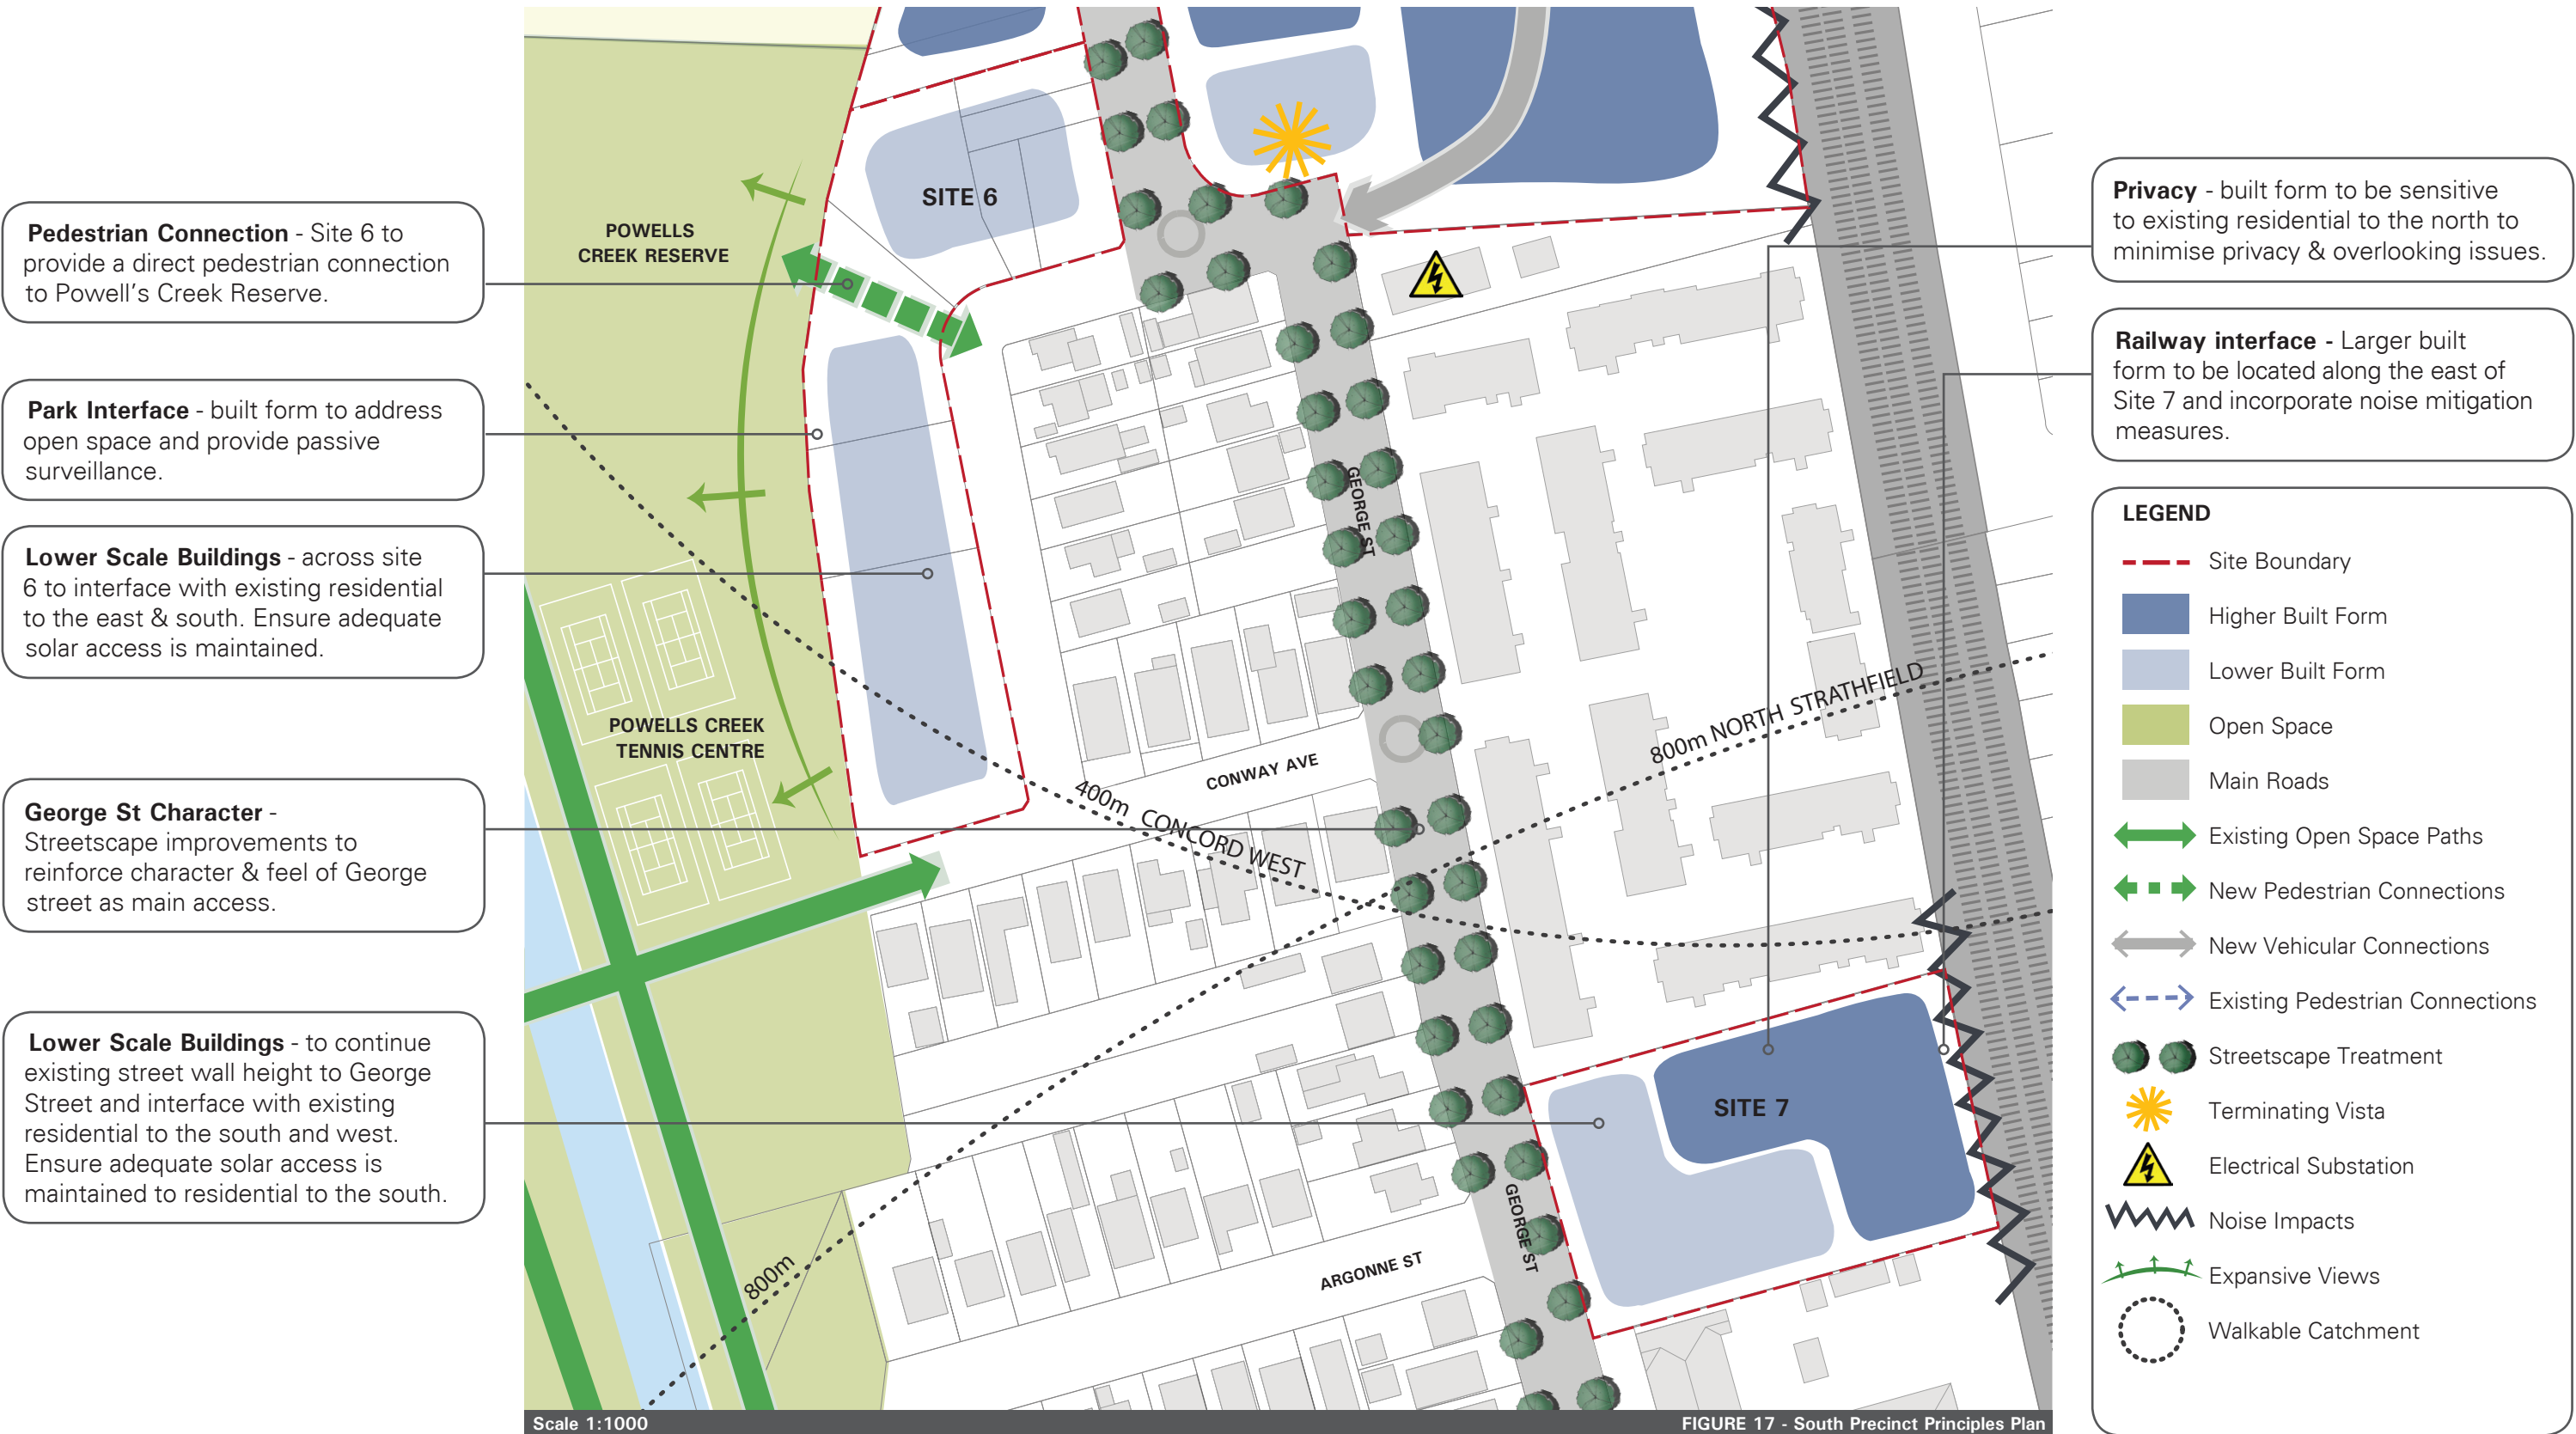 Pedestrian Connection - Site 6 to
provide a direct pedestrian connection
to Powell's Creek Reserve.
Park Interface - built form to address
open space and provide passive
surveillance.
Lower Scale Buildings - across site
6 to interface with existing residential
to the east & south. Ensure adequate
solar access is maintained.
George St Character -
Streetscape improvements to
reinforce character & feel of George
street as main access.
Lower Scale Buildings - to continue
existing street wall height to George
Street and interface with existing
residential to the south and west.
Ensure adequate solar access is
maintained to residential to the south.
SITE 6
POWELLS
CREEK RESERVE
GEORGE ST
POWELLS CREEK
TENNIS CENTRE
CONWAY AVE
400m CONCORD WEST
800m NORTH STRATHFIELD
SITE 7
GEORGE ST
ARGONNE ST
800m
Scale 1:1000
FIGURE 17 - South Precinct Principles Plan
Privacy - built form to be sensitive
to existing residential to the north to
minimise privacy & overlooking issues.
Railway interface - Larger built
form to be located along the east of
Site 7 and incorporate noise mitigation
measures.
LEGEND
Site Boundary
Higher Built Form
Lower Built Form
Open Space
Main Roads
Existing Open Space Paths
New Pedestrian Connections
New Vehicular Connections
Existing Pedestrian Connections
Streetscape Treatment
Terminating Vista
Electrical Substation
Noise Impacts
Expansive Views
Walkable Catchment